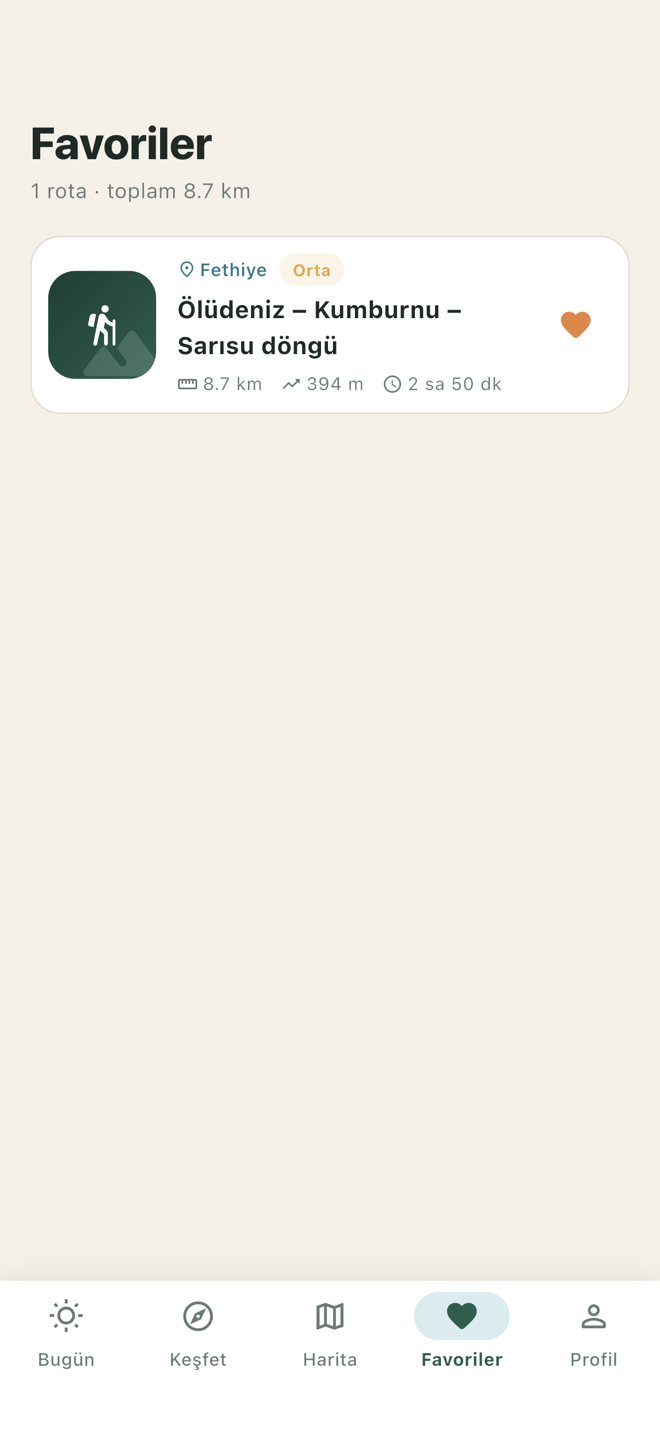 Favoriler
1 rota · toplam 8.7 km
Fethiye Orta
Ölüdeniz – Kumburnu –
Sarısu döngü
8.7 km 394 m 2 sa 50 dk
Bugün Keşfet Harita Favoriler Profil